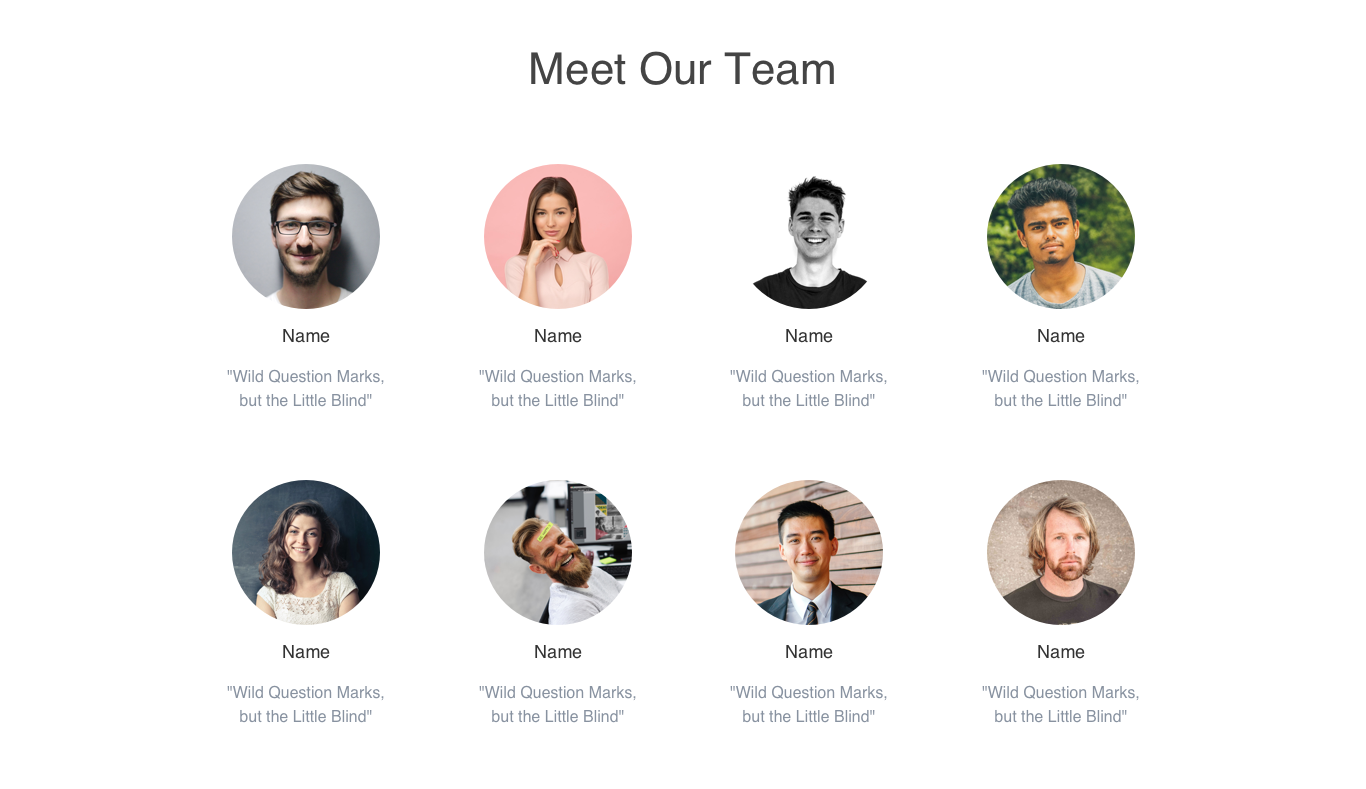 Meet Our Team
Name
Name
Name
Name
"Wild Question Marks,
but the Little Blind"
"Wild Question Marks,
but the Little Blind"
"Wild Question Marks,
but the Little Blind"
"Wild Question Marks,
but the Little Blind"
Name
Name
Name
Name
"Wild Question Marks,
but the Little Blind"
"Wild Question Marks,
but the Little Blind"
"Wild Question Marks,
but the Little Blind"
"Wild Question Marks,
but the Little Blind"